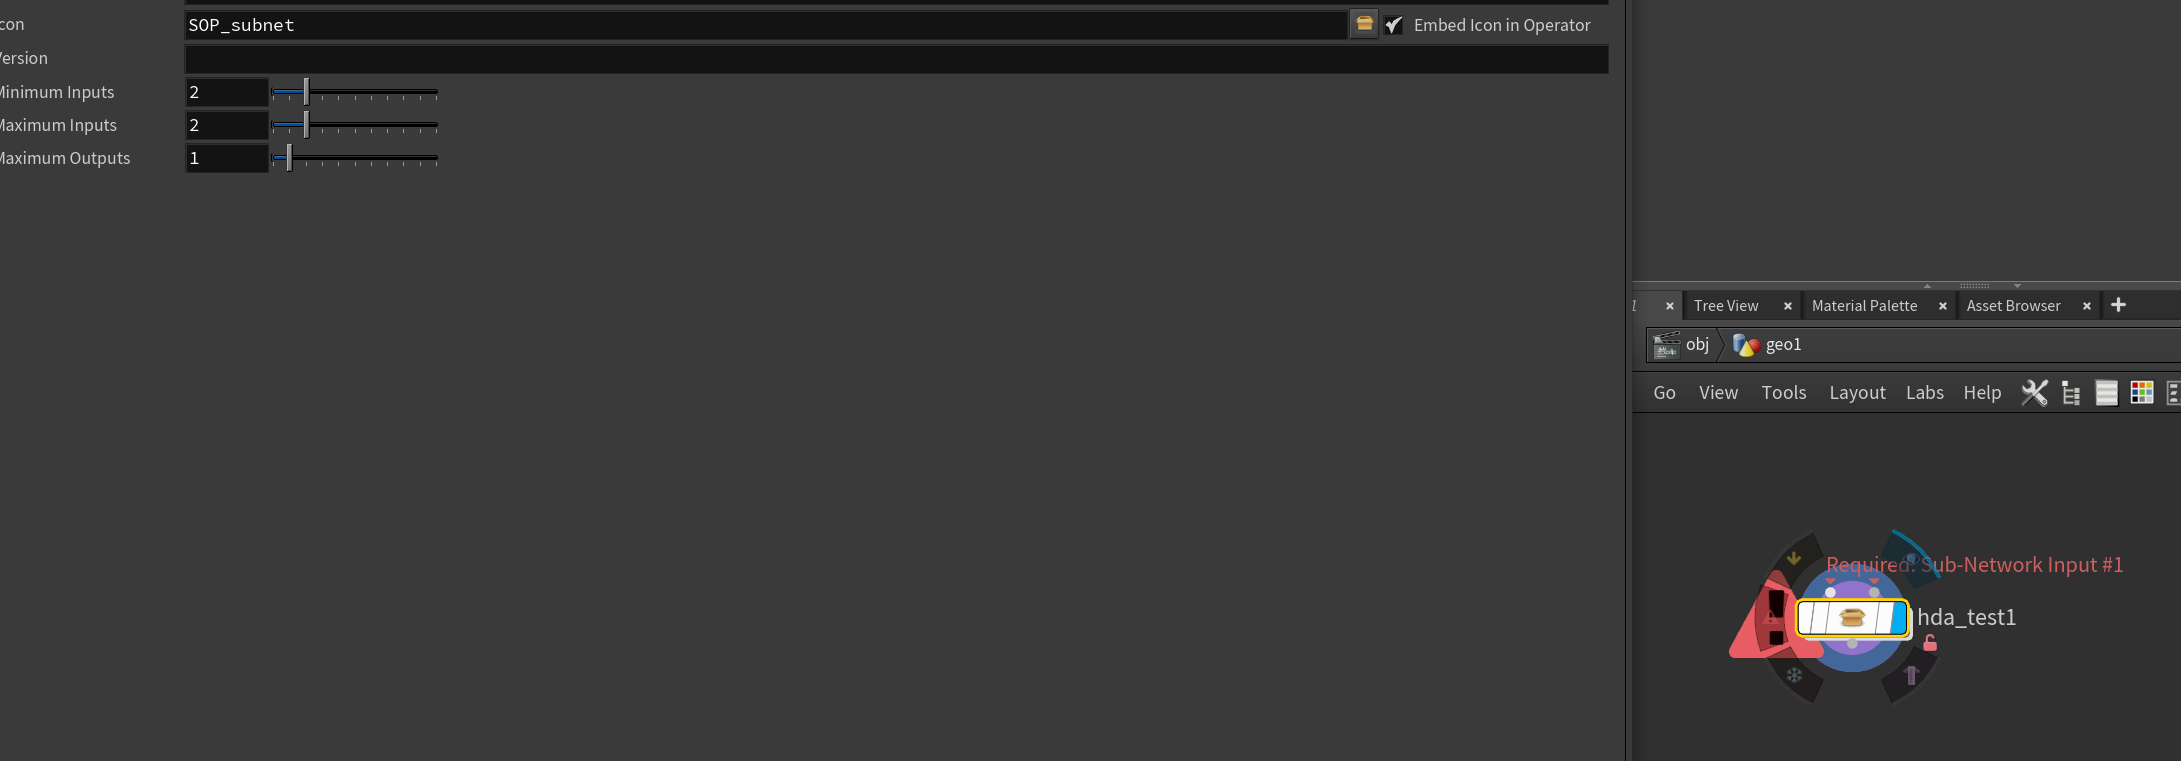 con
SOP_subnet
Embed Icon in Operator
Version
Minimum Inputs
2
Maximum Inputs
2
Maximum Outputs
1
Tree View
Material Palette
Asset Browser
obj
geo1
Go
View
Tools
Layout
Labs
Help
Required: Sub-Network Input #1
hda_test1